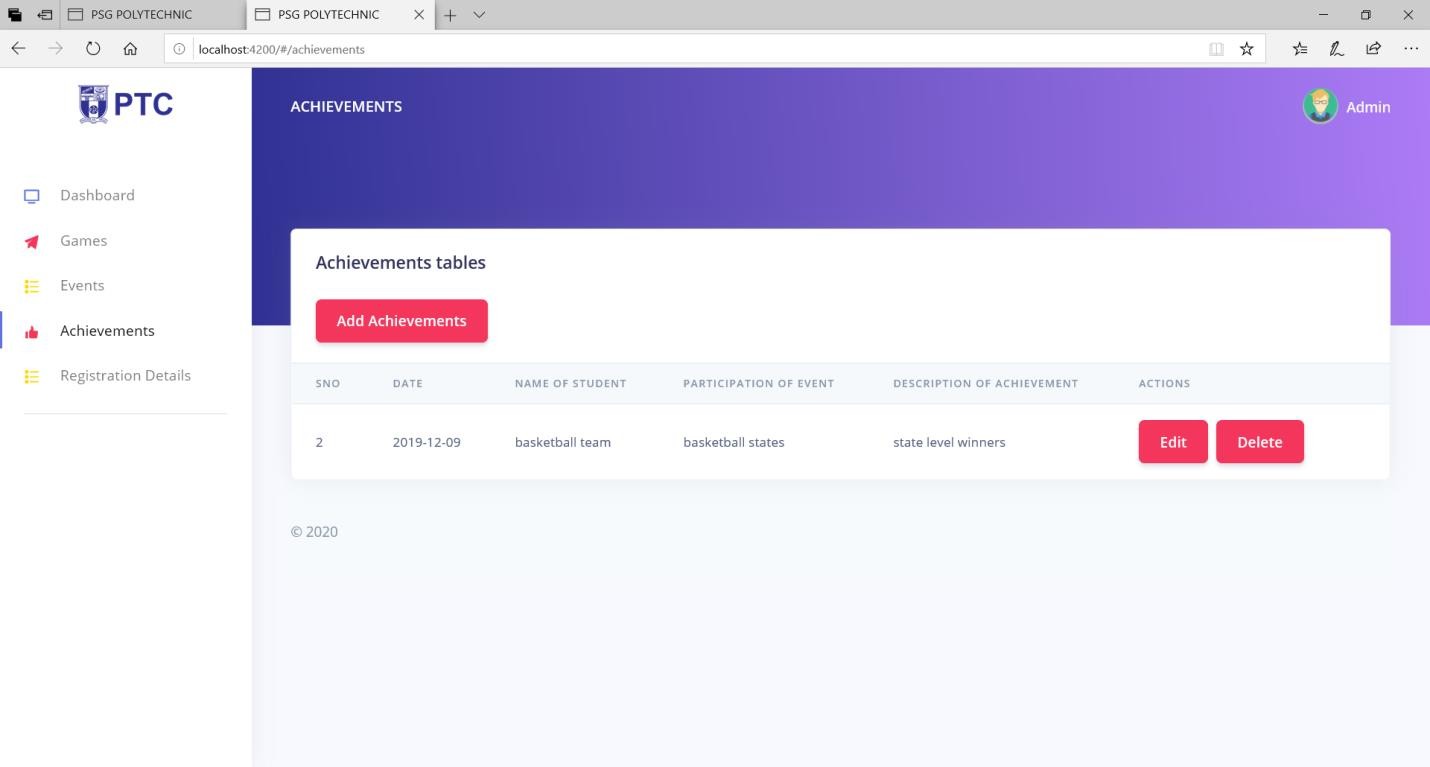 PSG POLYTECHNIC
PSG POLYTECHNIC
localhost:4200/#/achievements
PTC
ACHIEVEMENTS
Admin
Dashboard
Games
Events
Achievements
Registration Details
Achievements tables
Add Achievements
SNO DATE NAME OF STUDENT PARTICIPATION OF EVENT DESCRIPTION OF ACHIEVEMENT ACTIONS
2 2019-12-09 basketball team basketball states state level winners Edit Delete
© 2020